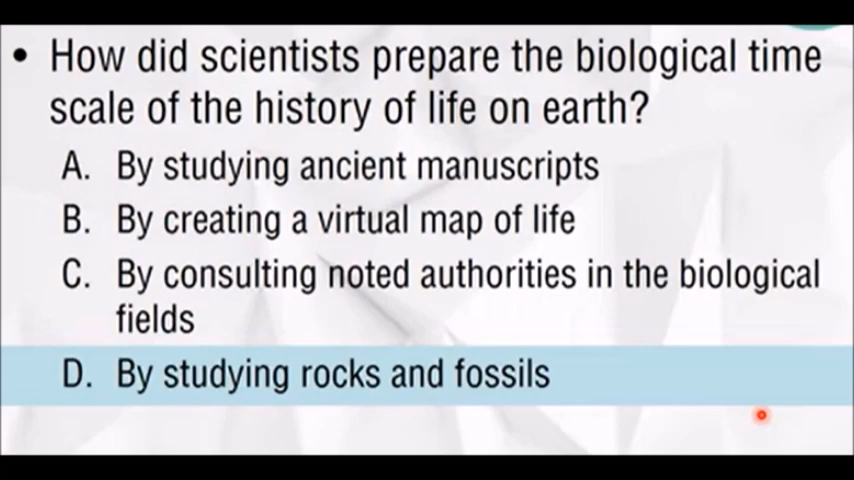 • How did scientists prepare the biological time
scale of the history of life on earth?
A. By studying ancient manuscripts
B. By creating a virtual map of life
C. By consulting noted authorities in the biological
fields
D. By studying rocks and fossils